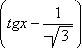 (tgx − 1/√3)